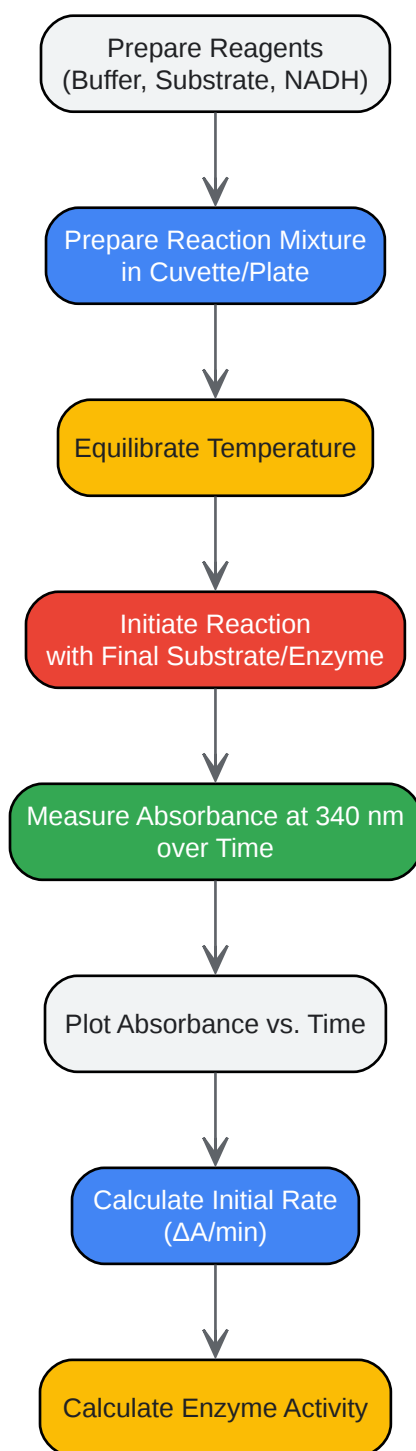 Prepare Reagents
(Buffer, Substrate, NADH)
Prepare Reaction Mixture
in Cuvette/Plate
Equilibrate Temperature
Initiate Reaction
with Final Substrate/Enzyme
Measure Absorbance at 340 nm
over Time
Plot Absorbance vs. Time
Calculate Initial Rate
(ΔA/min)
Calculate Enzyme Activity